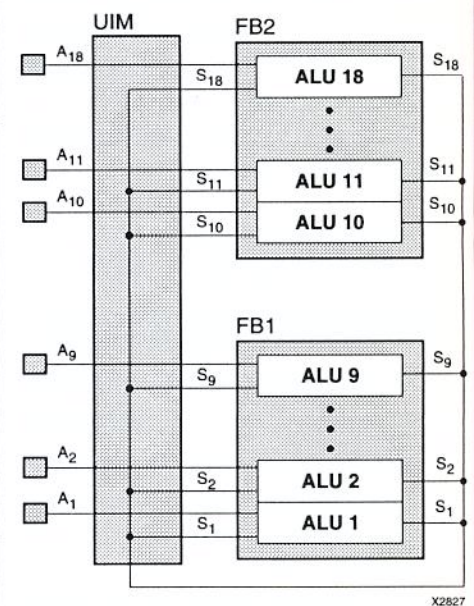 UIM
FB2
A18
S18
ALU 18
S18
A11
S11
ALU 11
S11
A10
S10
ALU 10
S10
FB1
A9
S9
ALU 9
S9
A2
S2
ALU 2
S2
A1
S1
ALU 1
S1
X2827